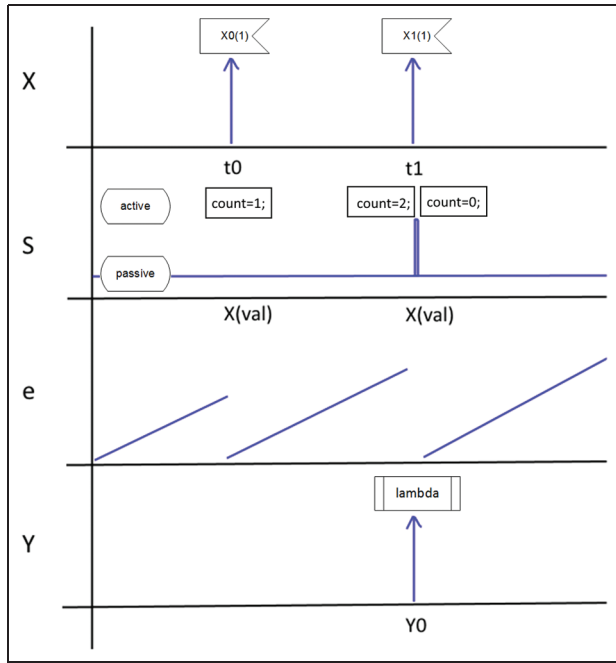 X0(1)
X1(1)
X
t0
t1
active
count=1;
count=2;
count=0;
S
passive
X(val)
X(val)
e
lambda
Y
Y0